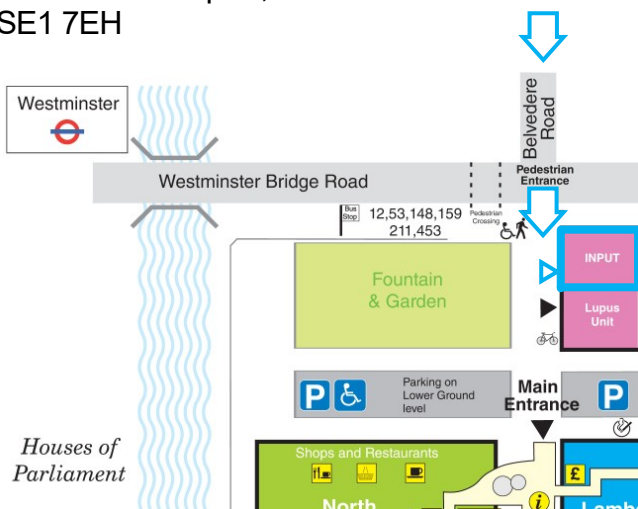 SE1 7EH
Westminster
Belvedere
Road
Pedestrian
Entrance
Westminster Bridge Road
Bus
Stop
12,53,148,159
211,453
Pedestrian
Crossing
INPUT
Fountain
& Garden
Lupus
Unit
P
Parking on
Lower Ground
level
Main
Entrance
P
Houses of
Parliament
Shops and Restaurants
£
i
North